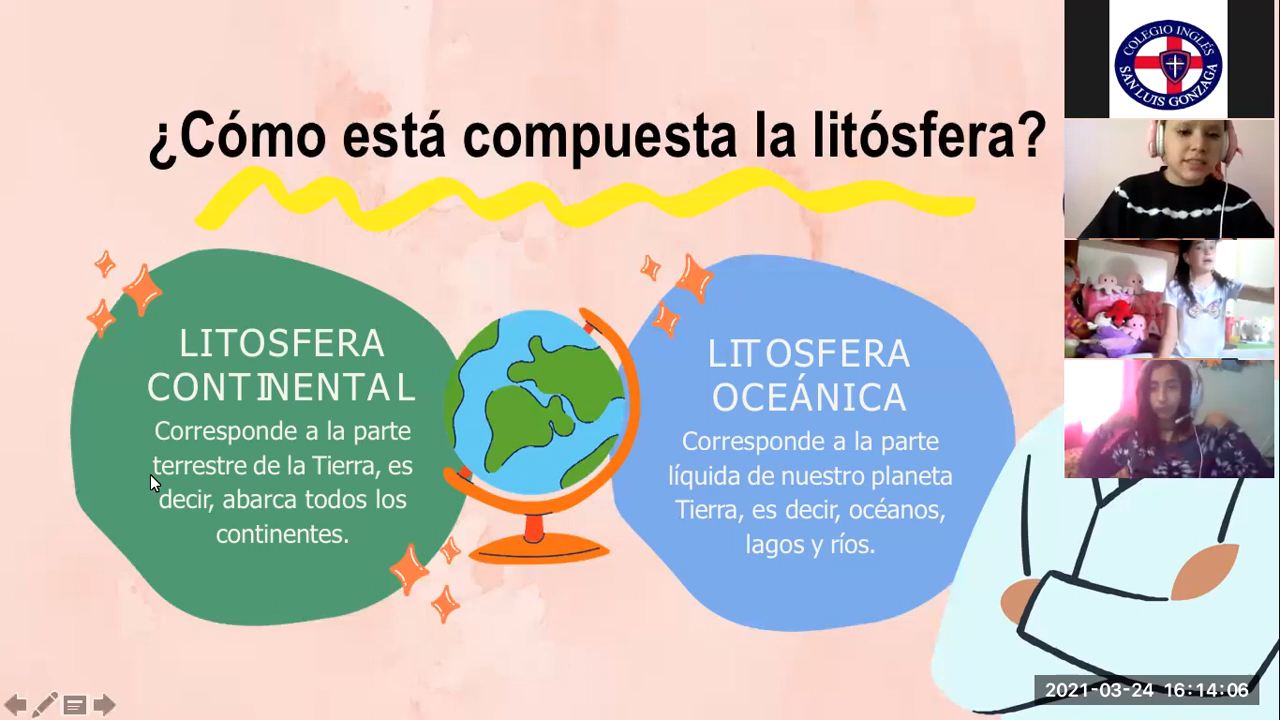 ¿Cómo está compuesta la litósfera?
LITOSFERA
CONTINENTAL
Corresponde a la parte
terrestre de la Tierra, es
decir, abarca todos los
continentes.
LITOSFERA
OCEÁNICA
Corresponde a la parte
líquida de nuestro planeta
Tierra, es decir, océanos,
lagos y ríos.
COLEGIO INGLÉS
SAN LUIS GONZAGA
2021-03-24 16:14:06